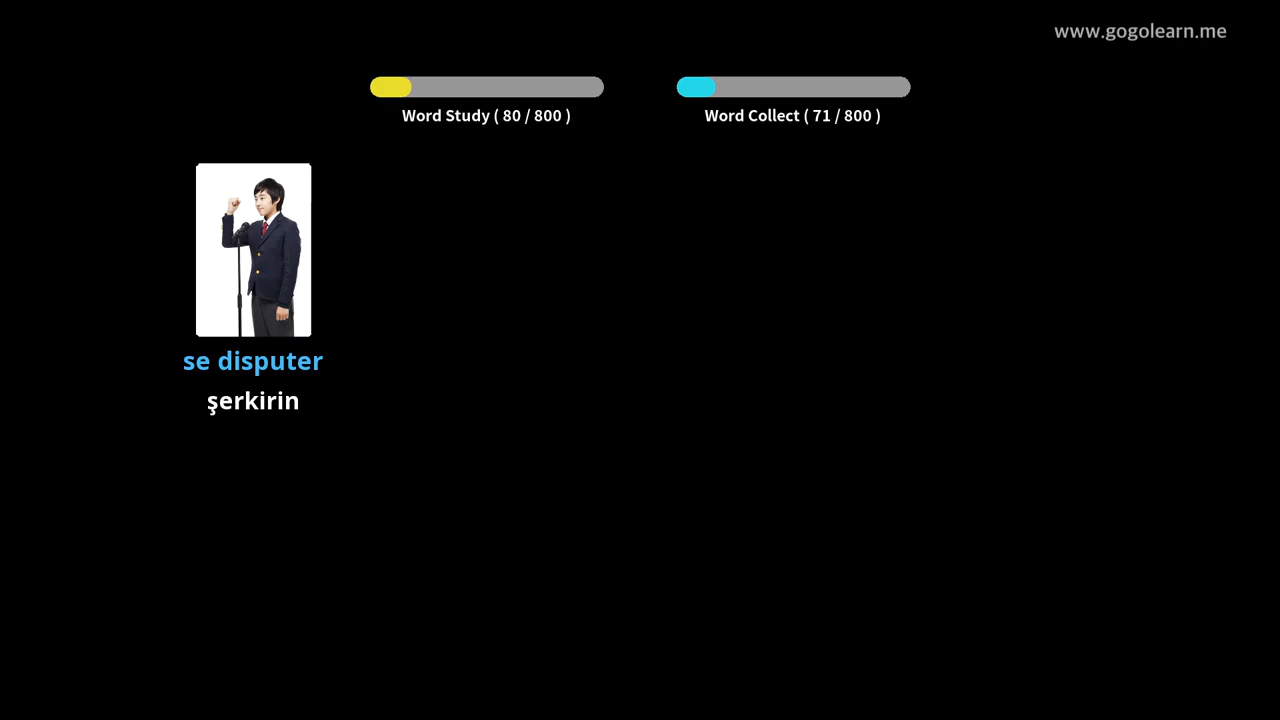 www.gogolearn.me
Word Study ( 80 / 800 )
Word Collect ( 71 / 800 )
se disputer
şerkirin